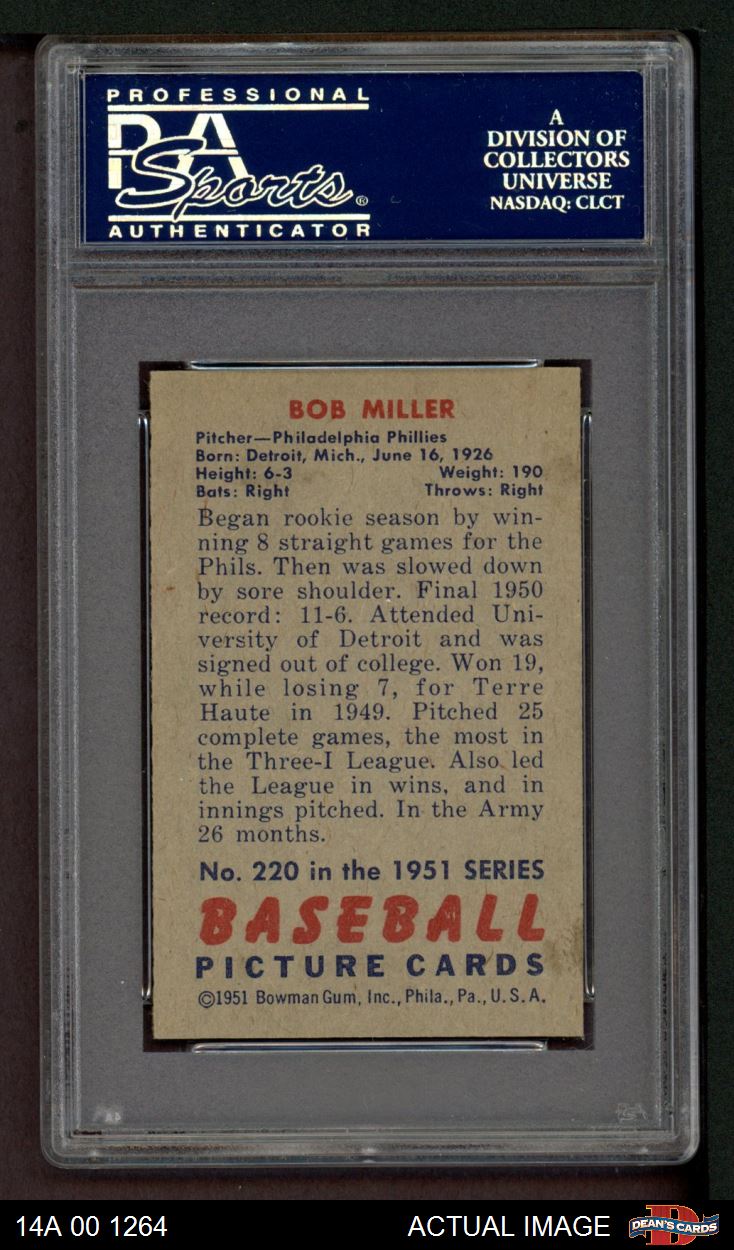 PROFESSIONAL
PSA
Sports®
AUTHENTICATOR
A
DIVISION OF
COLLECTORS
UNIVERSE
NASDAQ: CLCT
BOB MILLER
Pitcher—Philadelphia Phillies
Born: Detroit, Mich., June 16, 1926
Height: 6-3 Weight: 190
Bats: Right Throws: Right
Began rookie season by win-
ning 8 straight games for the
Phils. Then was slowed down
by sore shoulder. Final 1950
record: 11-6. Attended Uni-
versity of Detroit and was
signed out of college. Won 19,
while losing 7, for Terre
Haute in 1949. Pitched 25
complete games, the most in
the Three-I League. Also led
the League in wins, and in
innings pitched. In the Army
26 months.
No. 220 in the 1951 SERIES
BASEBALL
PICTURE CARDS
©1951 Bowman Gum, Inc., Phila., Pa., U.S.A.
14A 00 1264 ACTUAL IMAGE DEAN'S CARDS